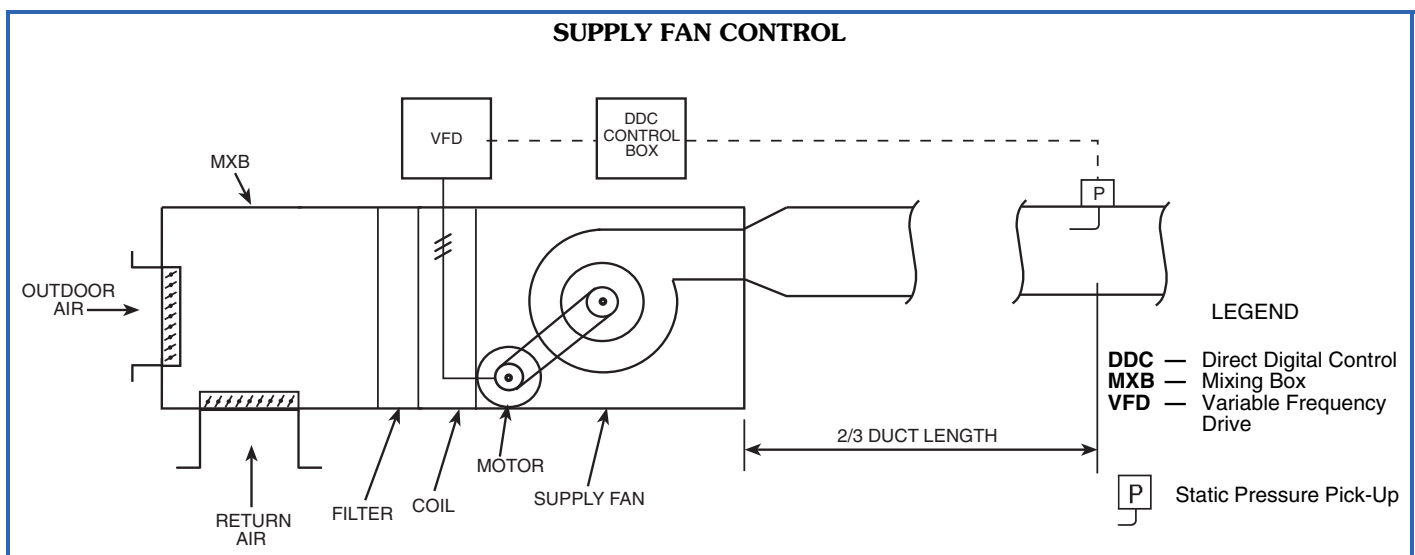 SUPPLY FAN CONTROL
VFD
DDC
CONTROL
BOX
MXB
P
OUTDOOR
AIR
LEGEND
DDC — Direct Digital Control
MXB — Mixing Box
VFD — Variable Frequency
Drive
2/3 DUCT LENGTH
MOTOR
P Static Pressure Pick-Up
SUPPLY FAN
COIL
FILTER
RETURN
AIR